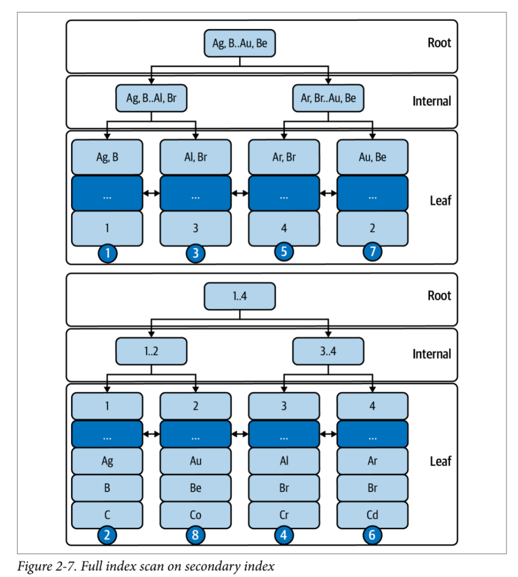 Ag, B..Au, Be
Root
Ag, B..Al, Br
Ar, Br..Au, Be
Internal
Ag, B
Al, Br
Ar, Br
Au, Be
...
...
...
...
Leaf
1
3
4
2
1
3
5
7
1..4
Root
1..2
3..4
Internal
1
2
3
4
...
...
...
...
Leaf
Ag
Au
Al
Ar
B
Be
Br
Br
C
Co
Cr
Cd
2
8
4
6
Figure 2-7. Full index scan on secondary index